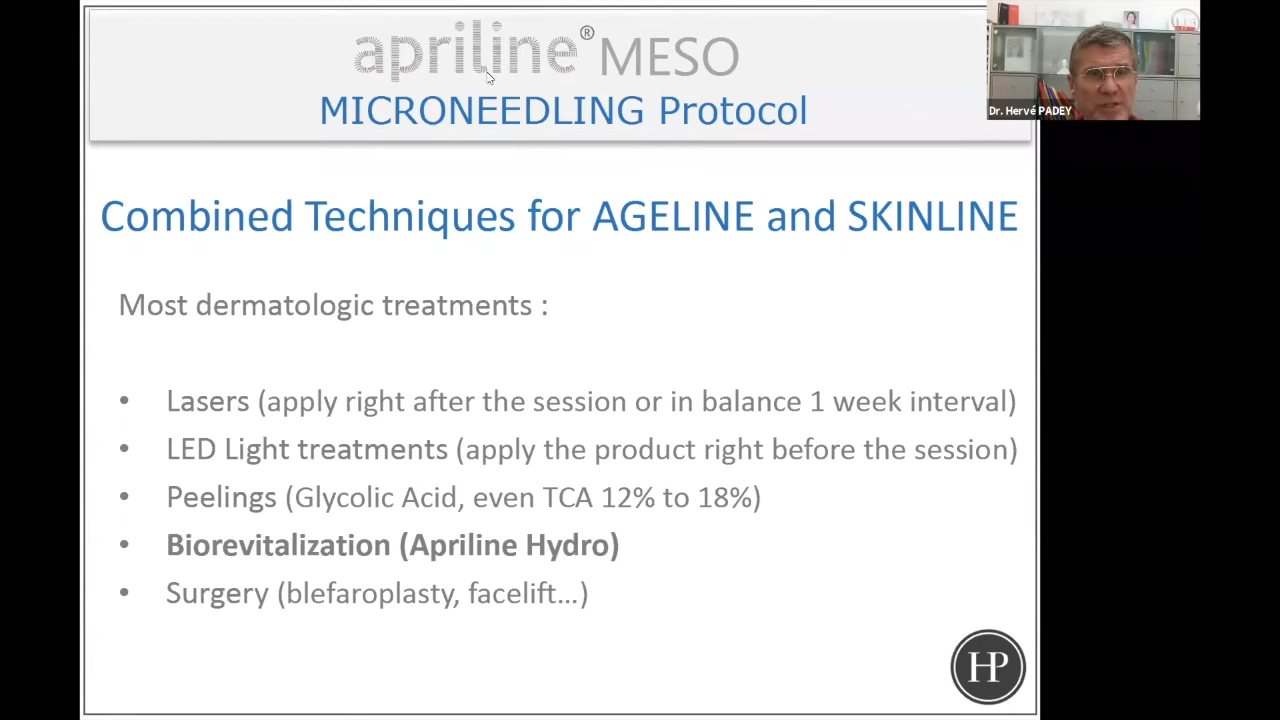 apriline® MESO
MICRONEEDLING Protocol
Dr. Hervé PADEY
Combined Techniques for AGELINE and SKINLINE
Most dermatologic treatments :
• Lasers (apply right after the session or in balance 1 week interval)
• LED Light treatments (apply the product right before the session)
• Peelings (Glycolic Acid, even TCA 12% to 18%)
• Biorevitalization (Apriline Hydro)
• Surgery (blefaroplasty, facelift...)
HP